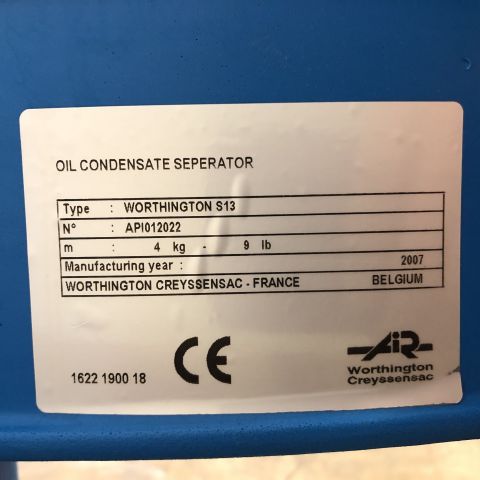 OIL CONDENSATE SEPERATOR
Type : WORTHINGTON S13
N° : API012022
m : 4 kg - 9 lb
Manufacturing year : 2007
WORTHINGTON CREYSSENSAC - FRANCE BELGIUM
1622 1900 18 CE AiR
Worthington
Creyssensac